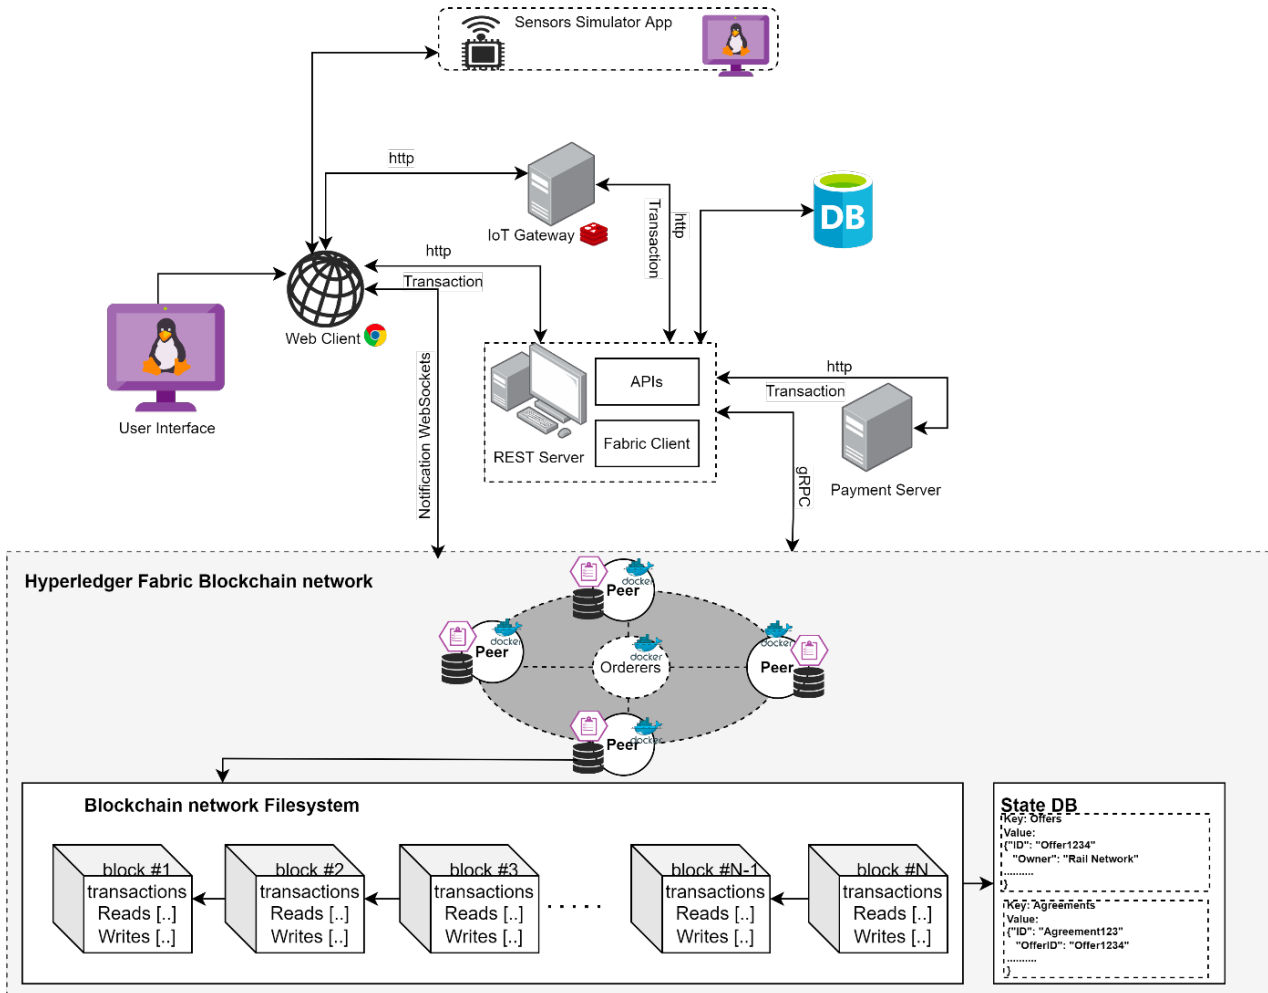 Sensors Simulator App
http
IoT Gateway
Transaction
http
DB
http
Transaction
Web Client
User Interface
Notification WebSockets
REST Server
APIs
Fabric Client
http
Transaction
Payment Server
gRPC
Hyperledger Fabric Blockchain network
docker
Peer
docker
Peer
docker
Orderers
docker
Peer
docker
Peer
Blockchain network Filesystem
block #1
transactions
Reads [..]
Writes [..]
block #2
transactions
Reads [..]
Writes [..]
block #3
transactions
Reads [..]
Writes [..]
. . . . .
block #N-1
transactions
Reads [..]
Writes [..]
block #N
transactions
Reads [..]
Writes [..]
State DB
Key: Offers
Value:
{"ID": "Offer1234"
"Owner": "Rail Network"
..........
}
Key: Agreements
Value:
{"ID": "Agreement123"
"OfferID": "Offer1234"
..........
}